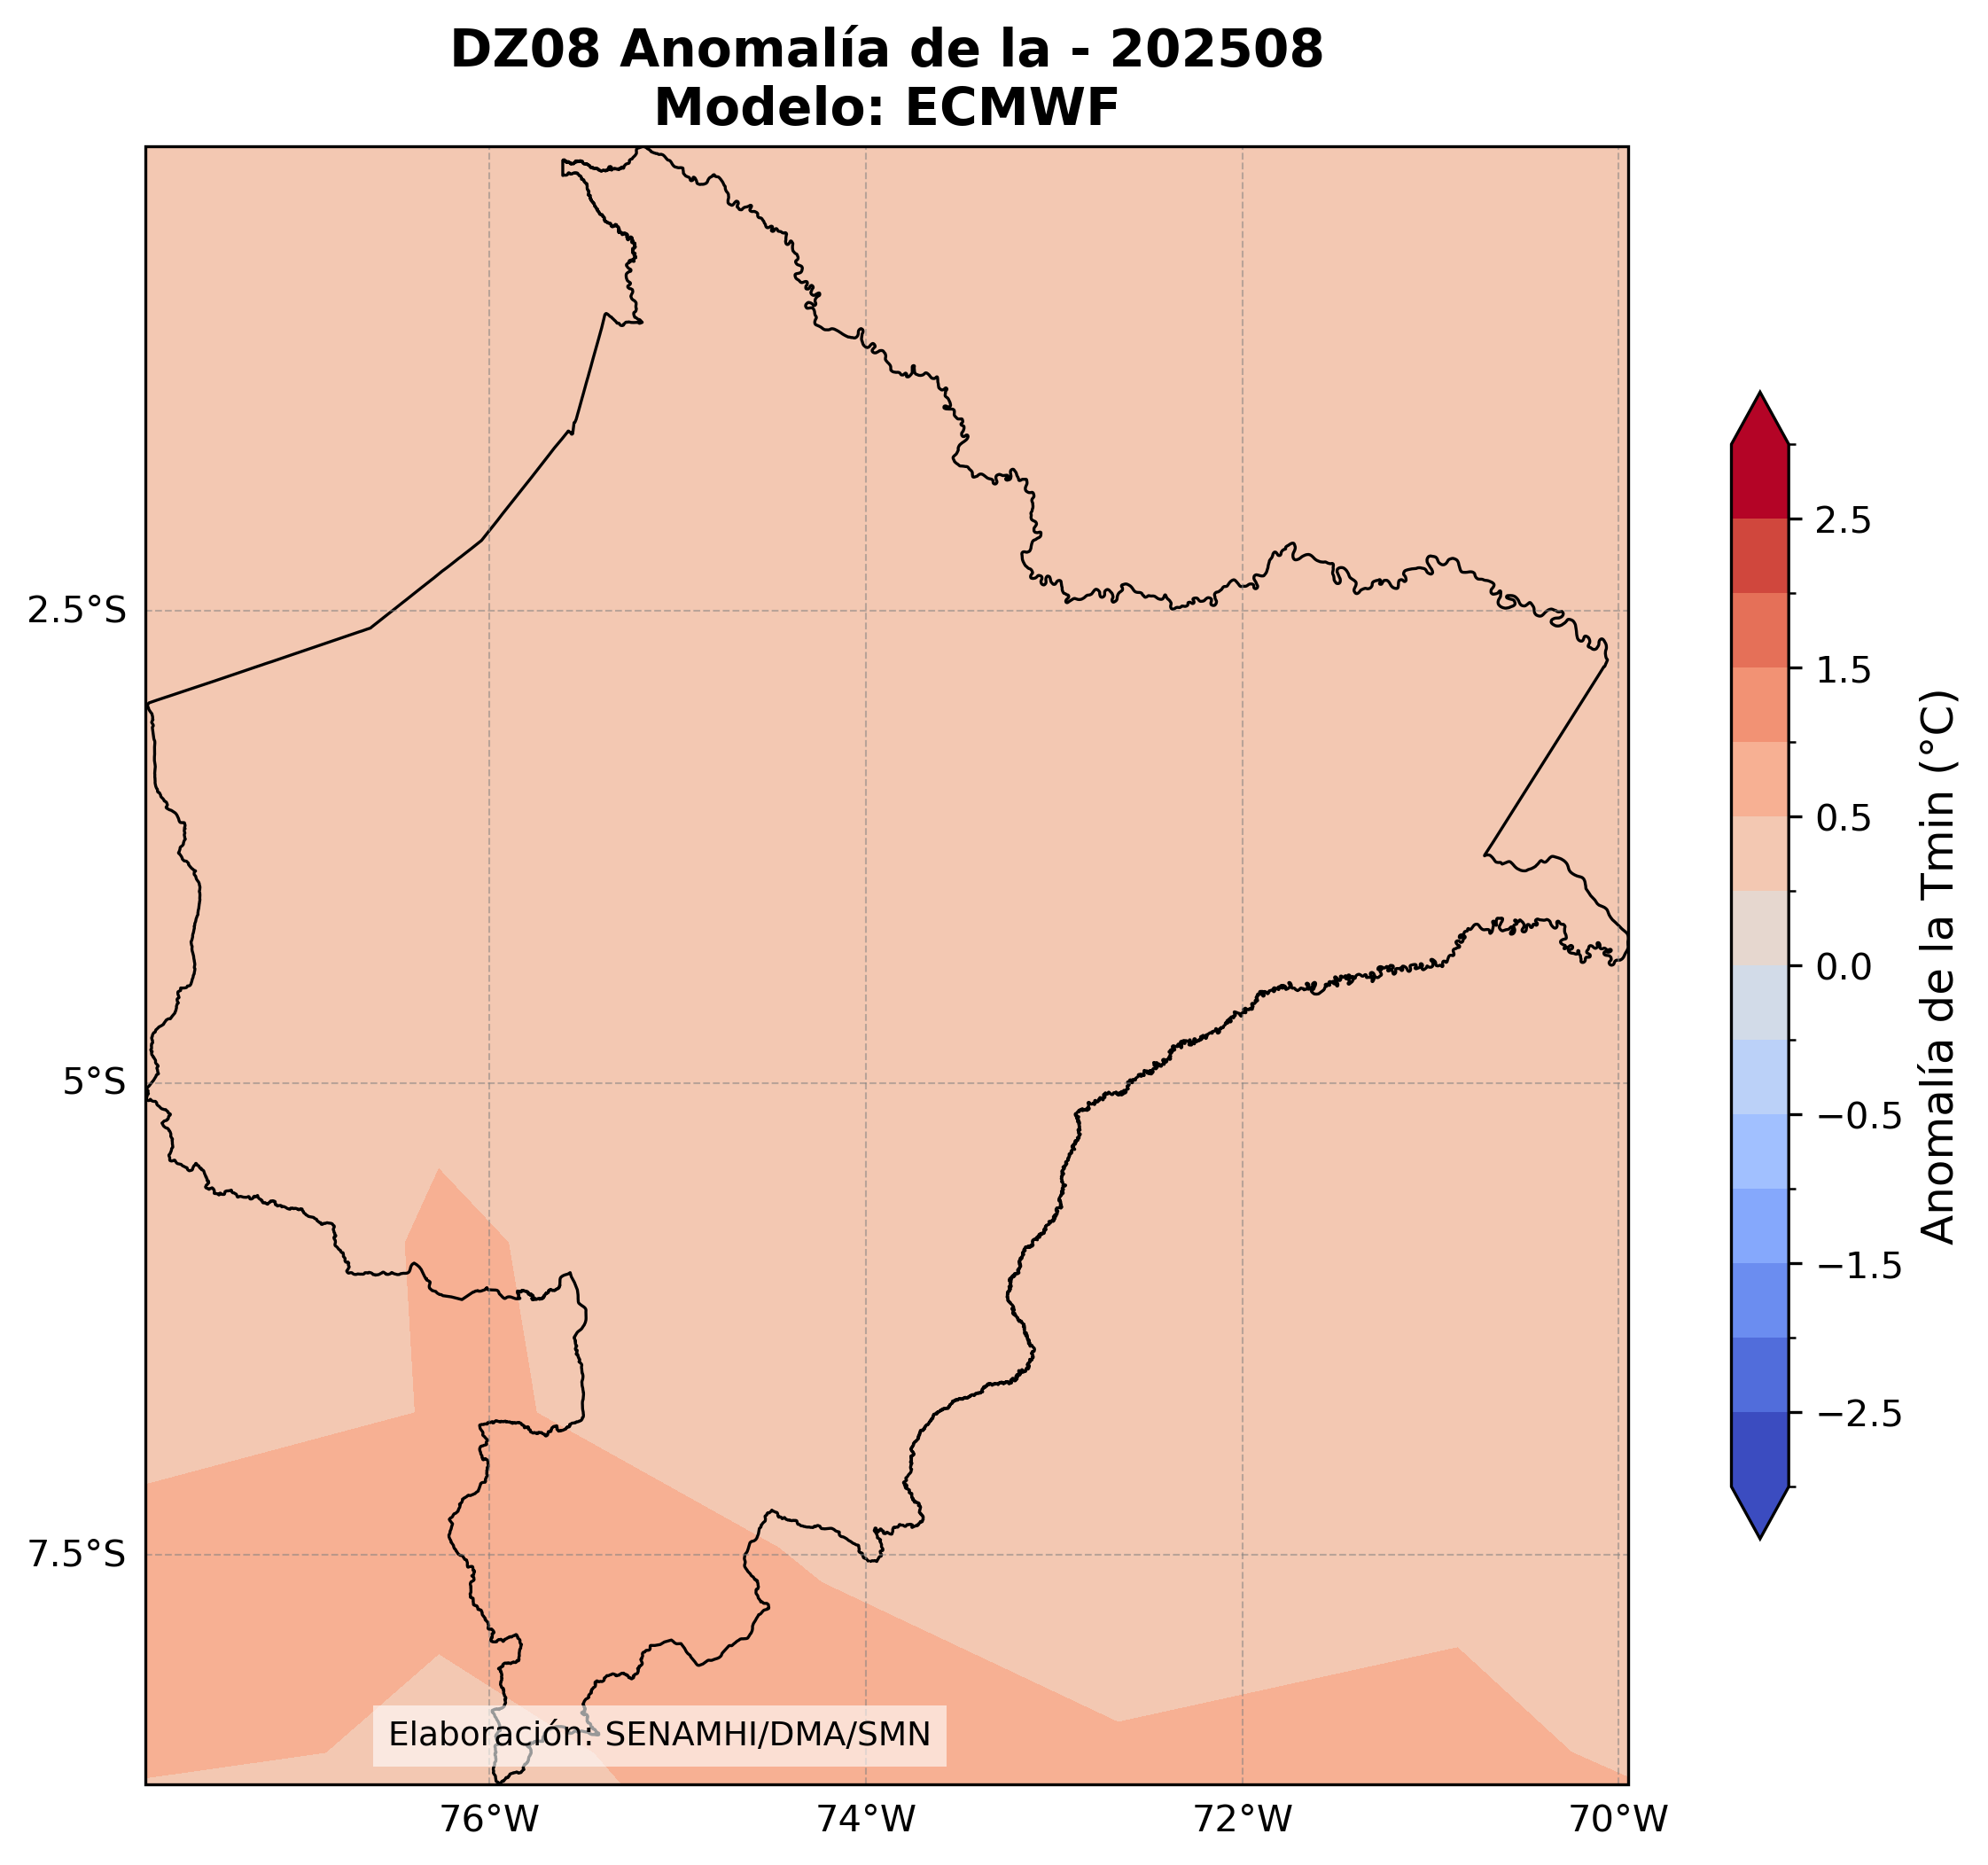 DZ08 Anomalía de la - 202508
Modelo: ECMWF
2.5°S
5°S
7.5°S
76°W
74°W
72°W
70°W
Elaboración: SENAMHI/DMA/SMN
2.5
1.5
0.5
0.0
−0.5
−1.5
−2.5
Anomalía de la Tmin (°C)